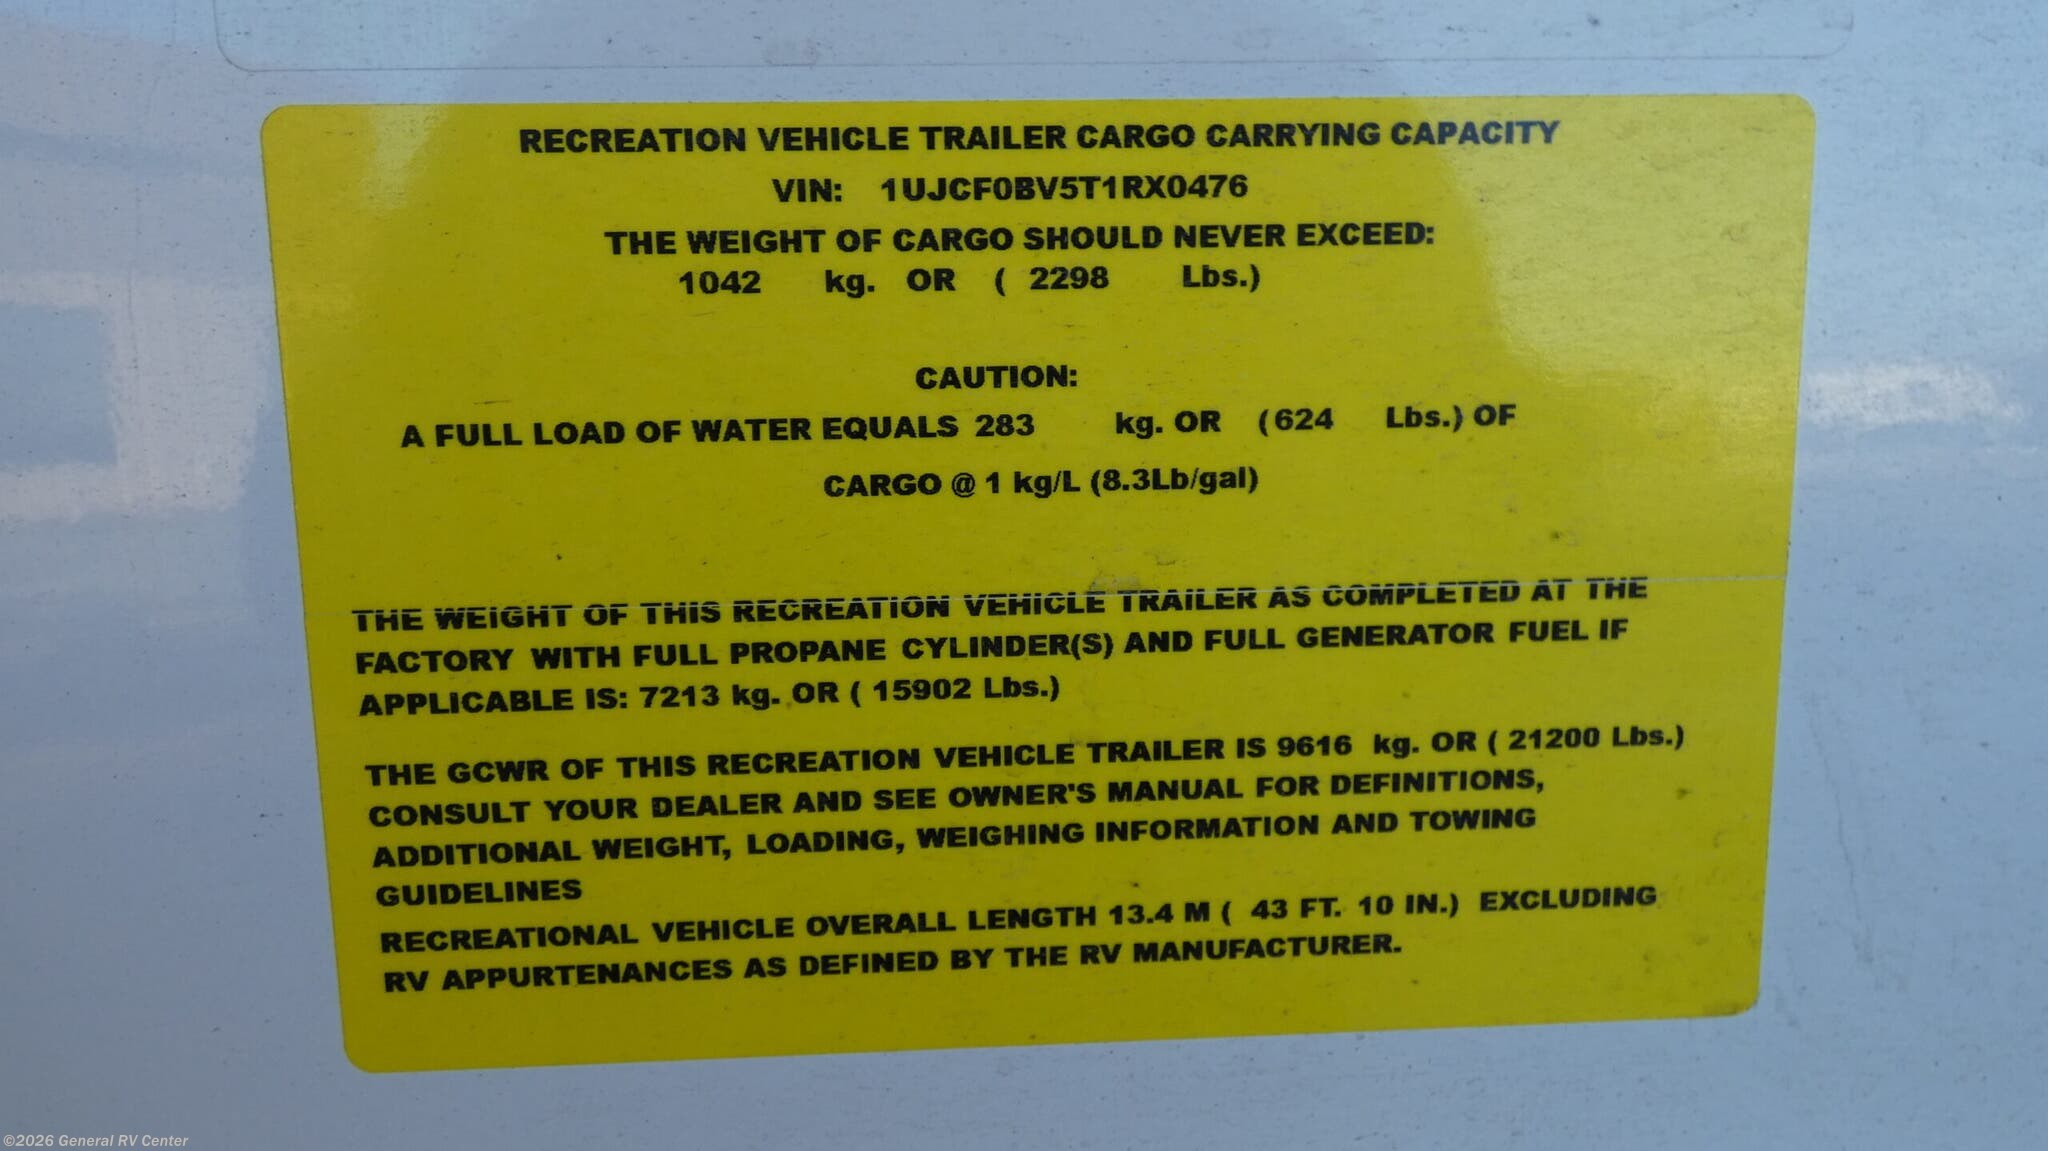 RECREATION VEHICLE TRAILER CARGO CARRYING CAPACITY
VIN: 1UJCF0BV5T1RX0476
THE WEIGHT OF CARGO SHOULD NEVER EXCEED:
1042 kg. OR ( 2298 Lbs.)
CAUTION:
A FULL LOAD OF WATER EQUALS 283 kg. OR (624 Lbs.) OF
CARGO @ 1 kg/L (8.3Lb/gal)
THE WEIGHT OF THIS RECREATION VEHICLE TRAILER AS COMPLETED AT THE
FACTORY WITH FULL PROPANE CYLINDER(S) AND FULL GENERATOR FUEL IF
APPLICABLE IS: 7213 kg. OR ( 15902 Lbs.)
THE GCWR OF THIS RECREATION VEHICLE TRAILER IS 9616 kg. OR ( 21200 Lbs.)
CONSULT YOUR DEALER AND SEE OWNER'S MANUAL FOR DEFINITIONS,
ADDITIONAL WEIGHT, LOADING, WEIGHING INFORMATION AND TOWING
GUIDELINES
RECREATIONAL VEHICLE OVERALL LENGTH 13.4 M ( 43 FT. 10 IN.) EXCLUDING
RV APPURTENANCES AS DEFINED BY THE RV MANUFACTURER.
©2026 General RV Center